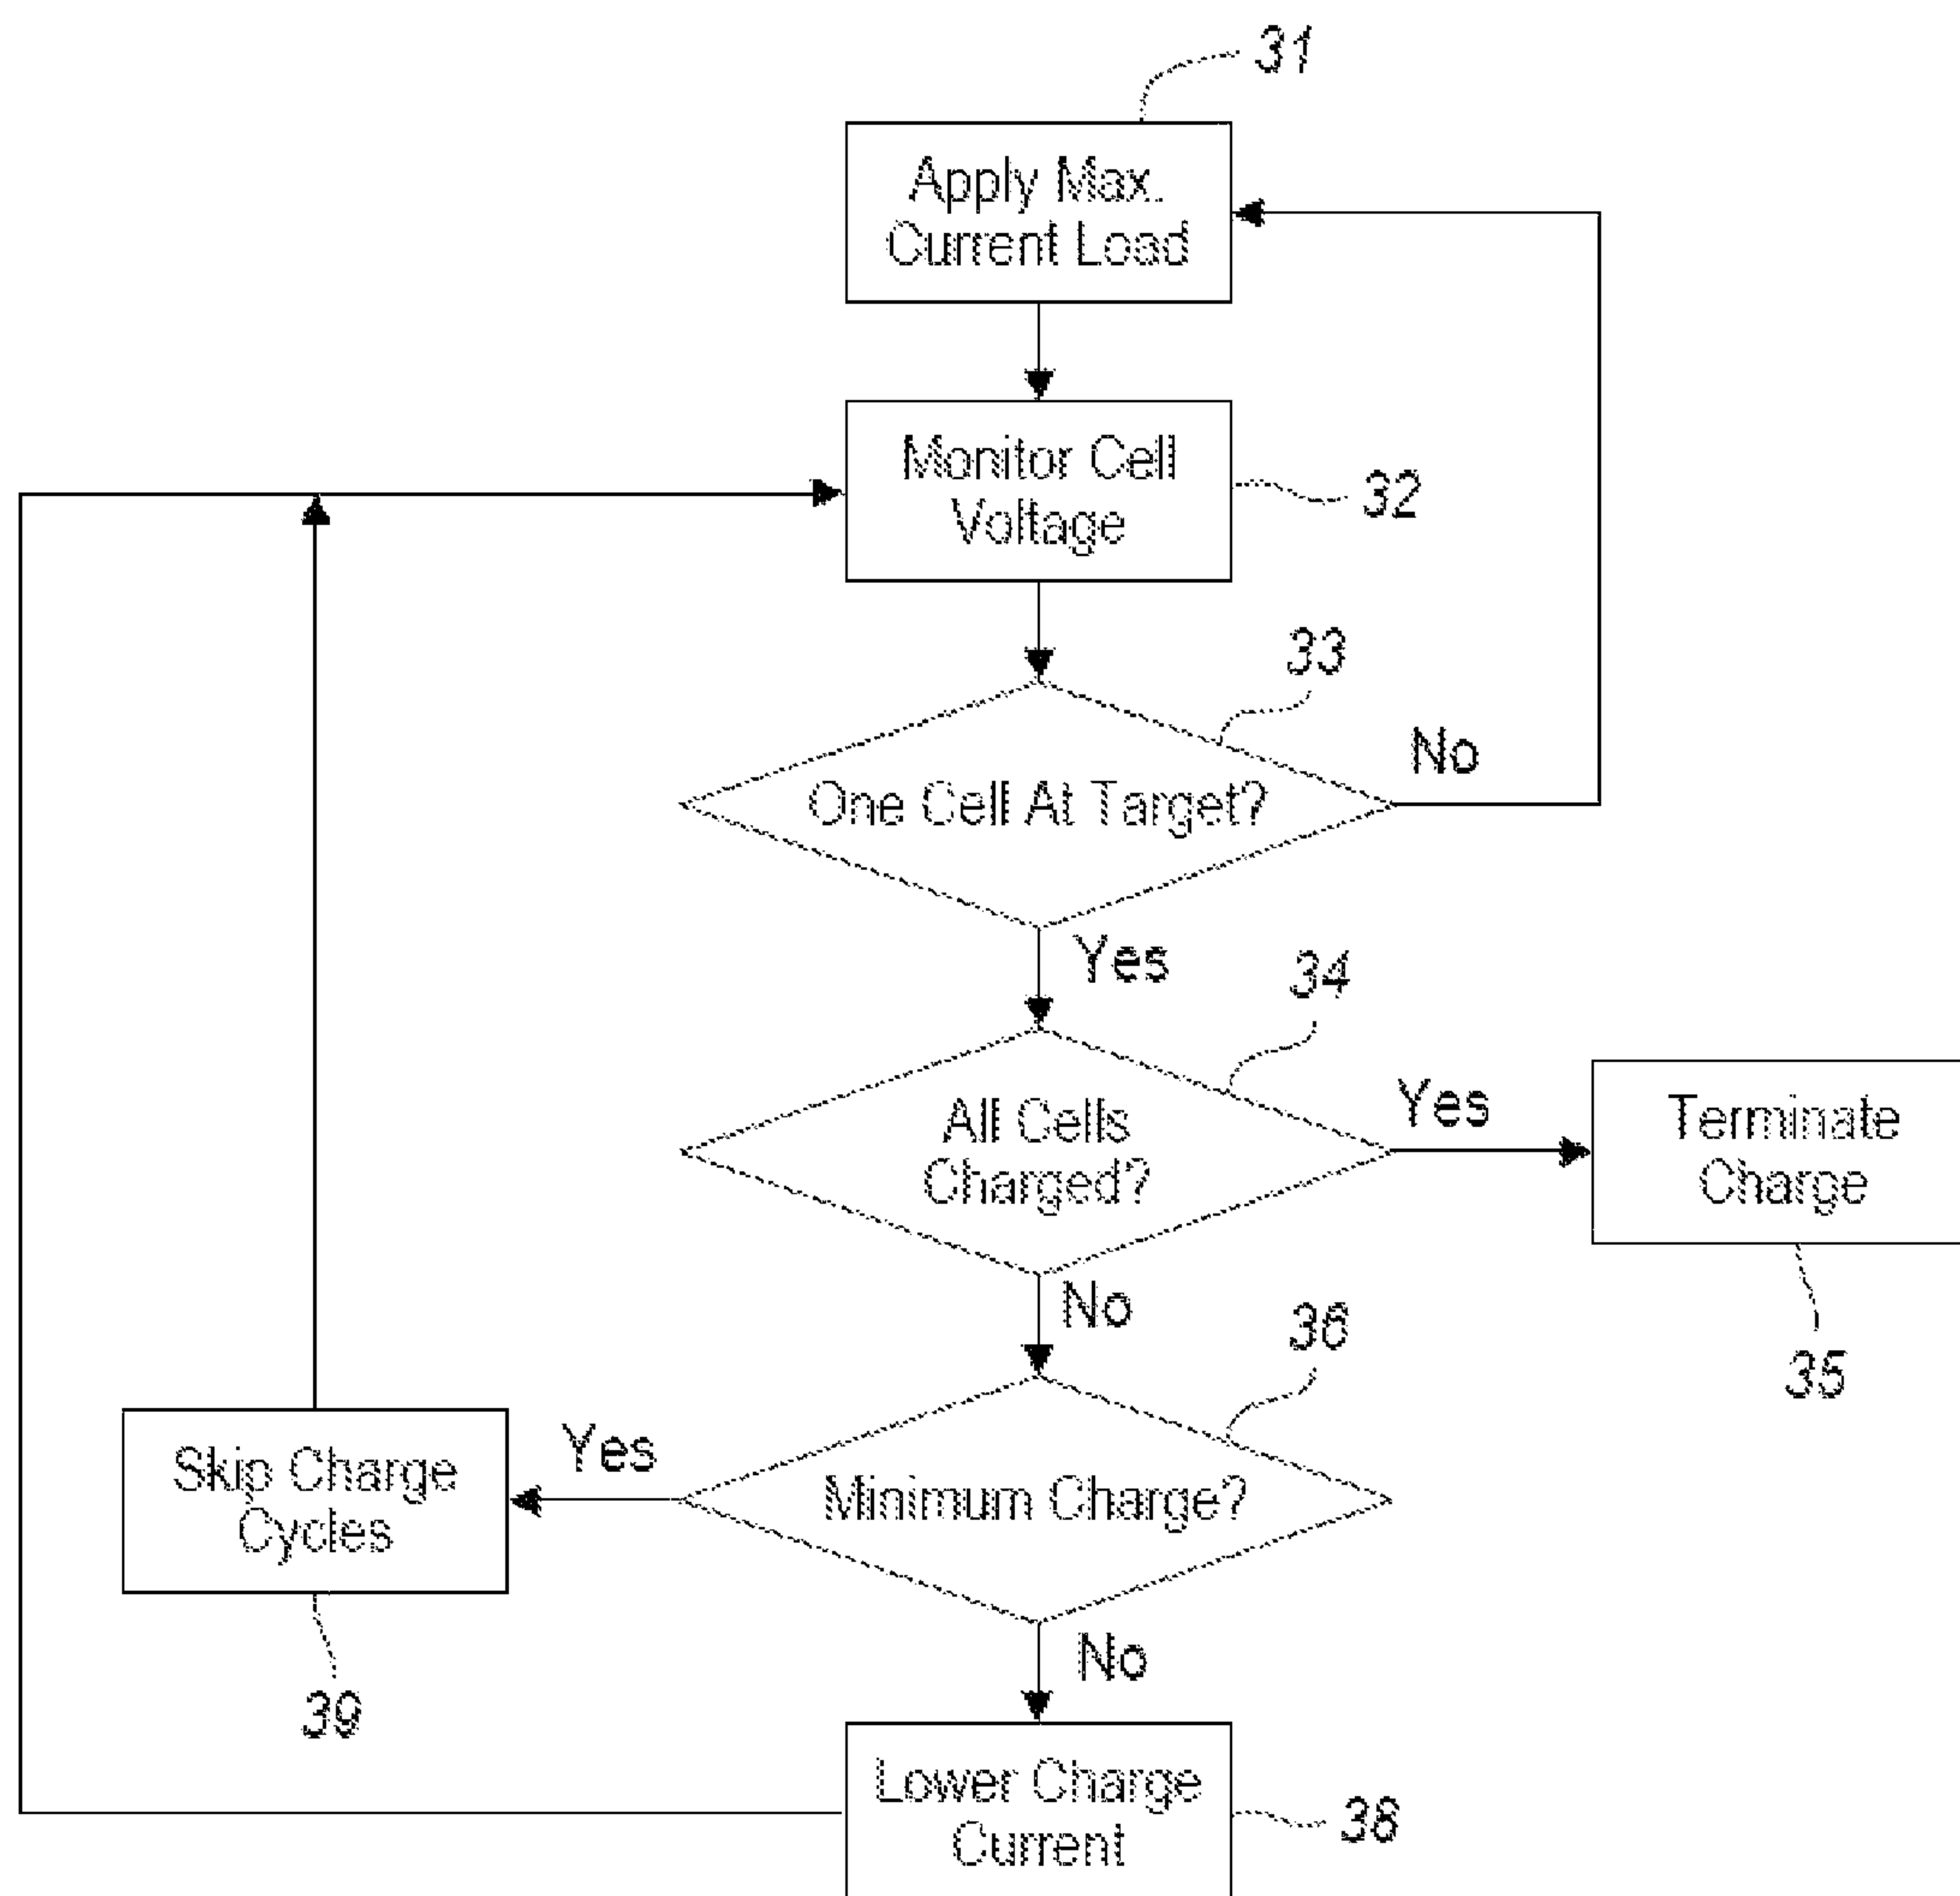 31
Apply Max.
Current Load
Monitor Cell
Voltage
32
33
One Cell At Target?
No
Yes
34
All Cells
Charged?
Yes
Terminate
Charge
35
No
36
Minimum Charge?
Yes
Skip Charge
Cycles
39
No
Lower Charge
Current
38